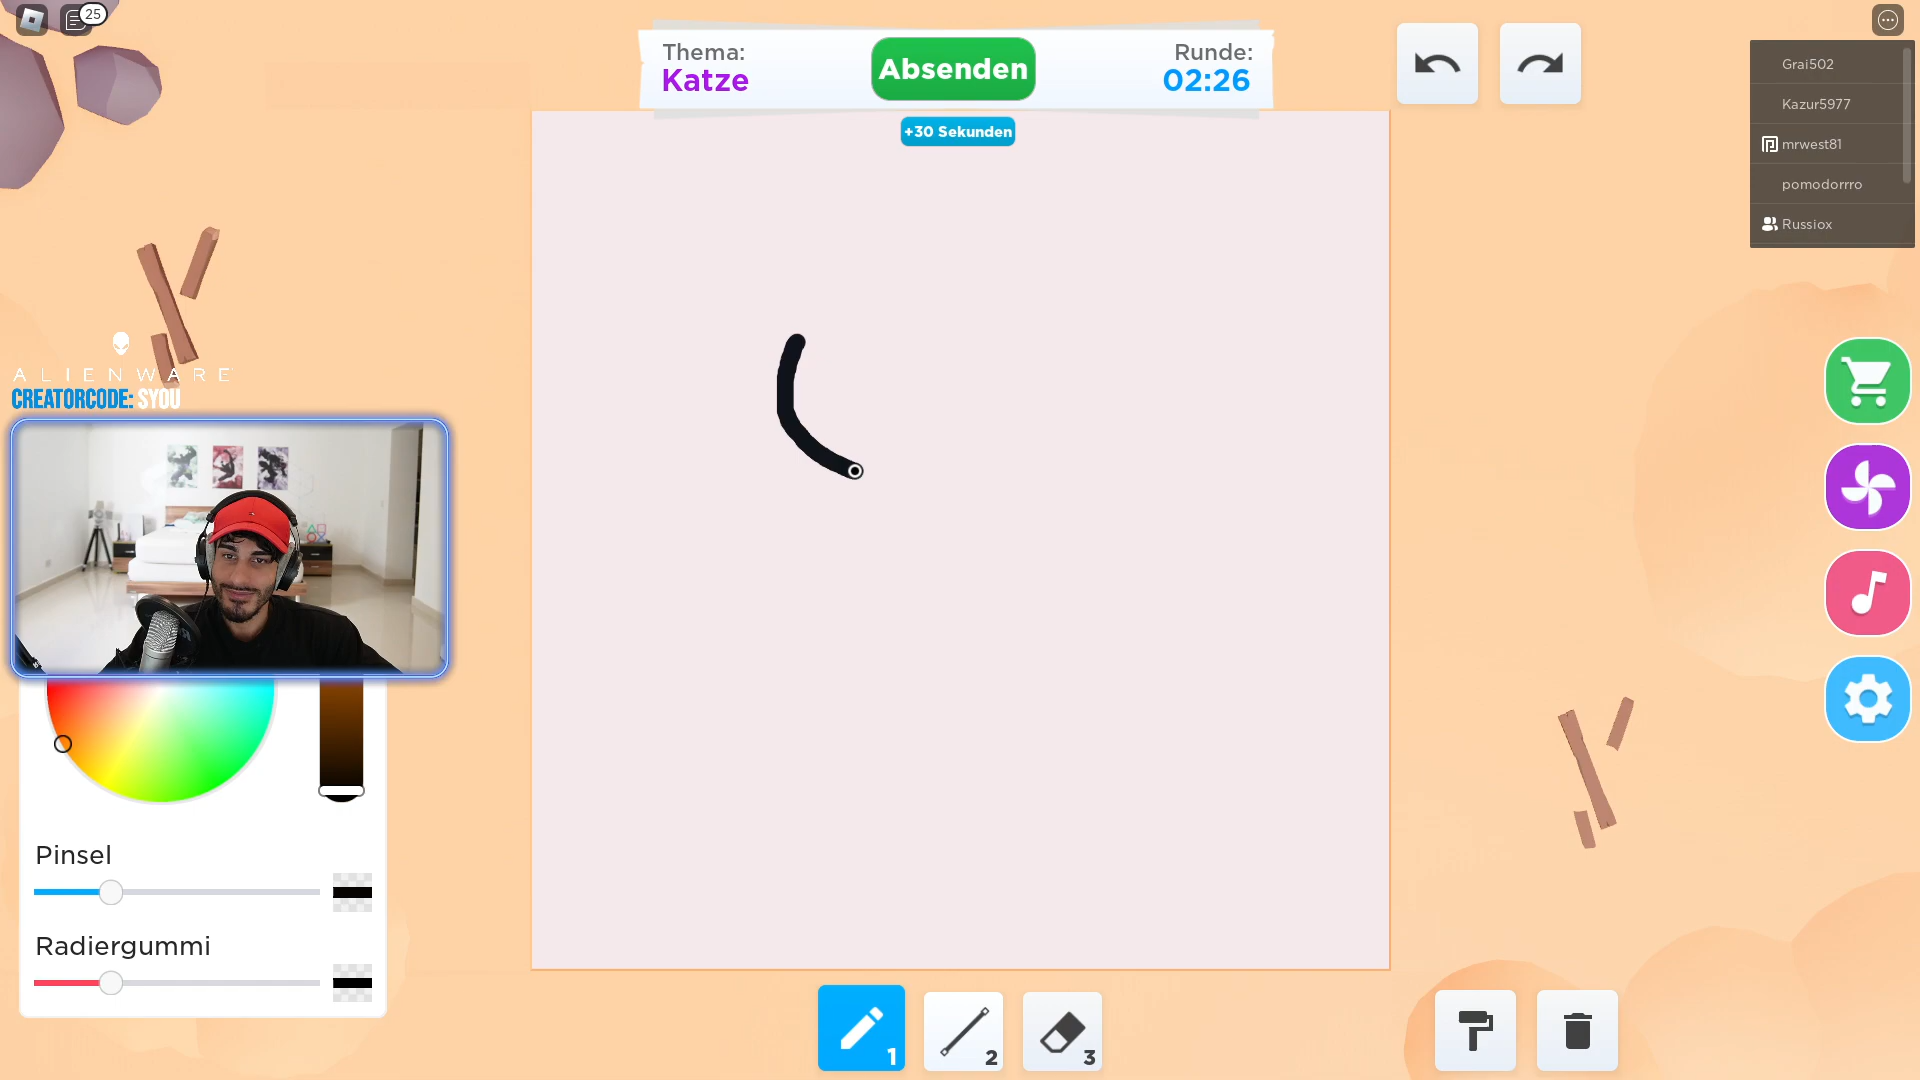 25
Thema:
Katze
Absenden
Runde:
02:26
+30 Sekunden
Grai502
Kazur5977
mrwest81
pomodorrro
Russiox
ALIENWARE
CREATORCODE: SYOU
Pinsel
Radiergummi
1
2
3